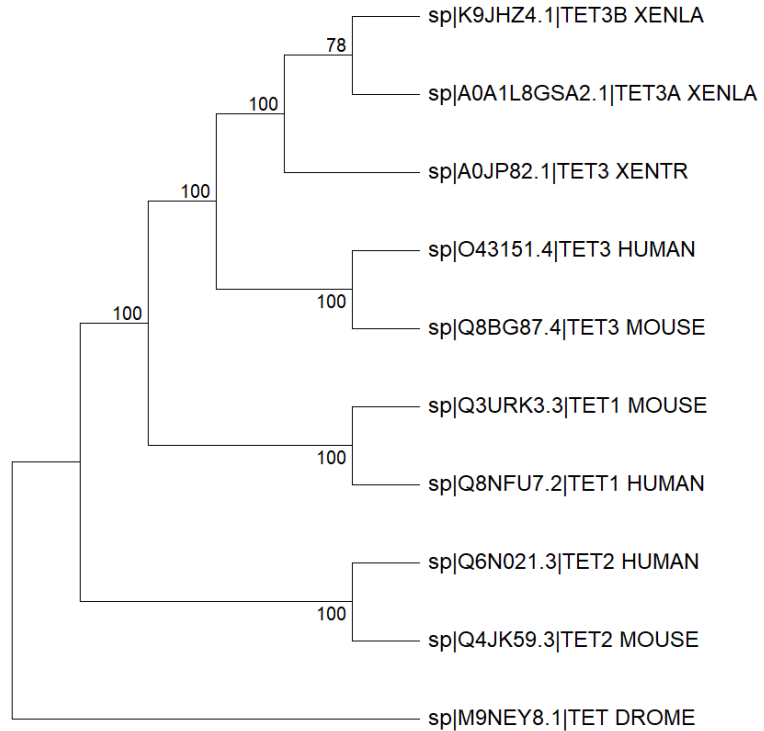 sp|K9JHZ4.1|TET3B XENLA
78
sp|A0A1L8GSA2.1|TET3A XENLA
100
sp|A0JP82.1|TET3 XENTR
100
sp|O43151.4|TET3 HUMAN
100
sp|Q8BG87.4|TET3 MOUSE
100
sp|Q3URK3.3|TET1 MOUSE
100
sp|Q8NFU7.2|TET1 HUMAN
sp|Q6N021.3|TET2 HUMAN
100
sp|Q4JK59.3|TET2 MOUSE
sp|M9NEY8.1|TET DROME